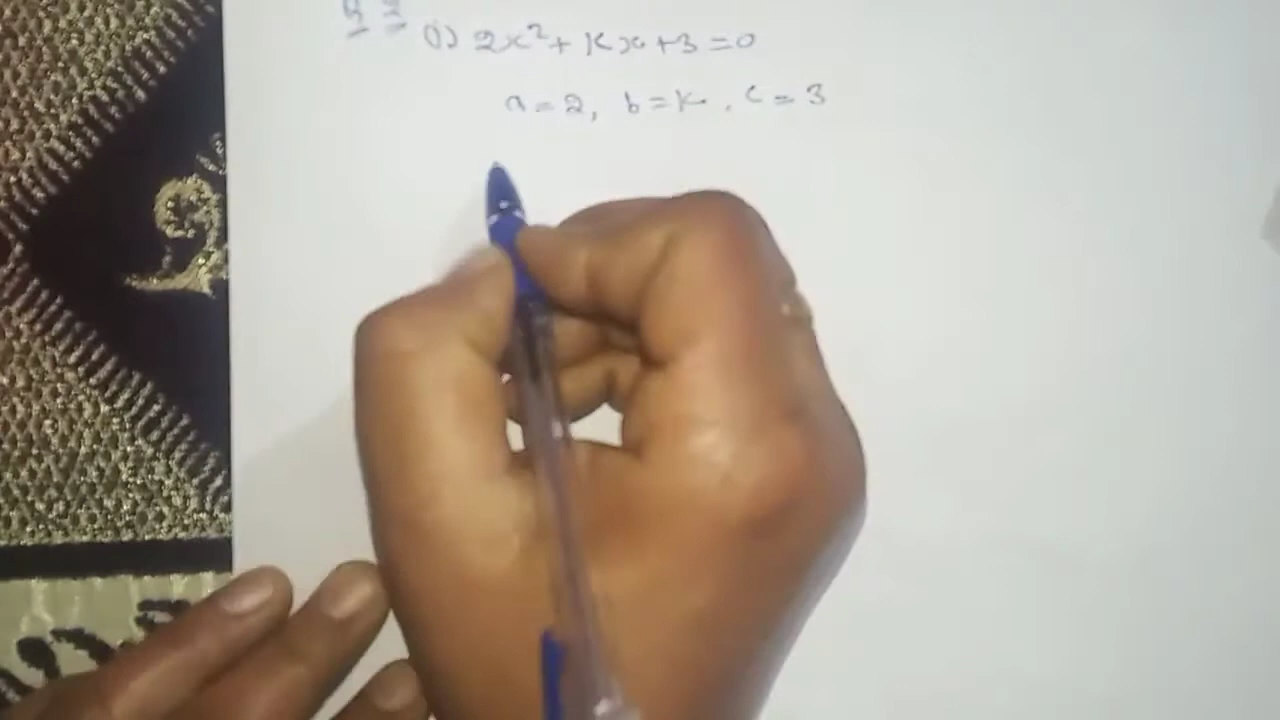 (i) 2x²+kx+3=0
a=2, b=k, c=3